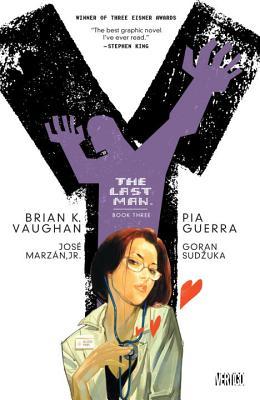 WINNER OF THREE EISNER AWARDS
"The best graphic novel
I've ever read."
—STEPHEN KING
Y
THE
LAST
MAN.
BOOK THREE
BRIAN K.
VAUGHAN
PIA
GUERRA
JOSÉ
MARZÁN, JR.
GORAN
SUDŽUKA
VERTIGO